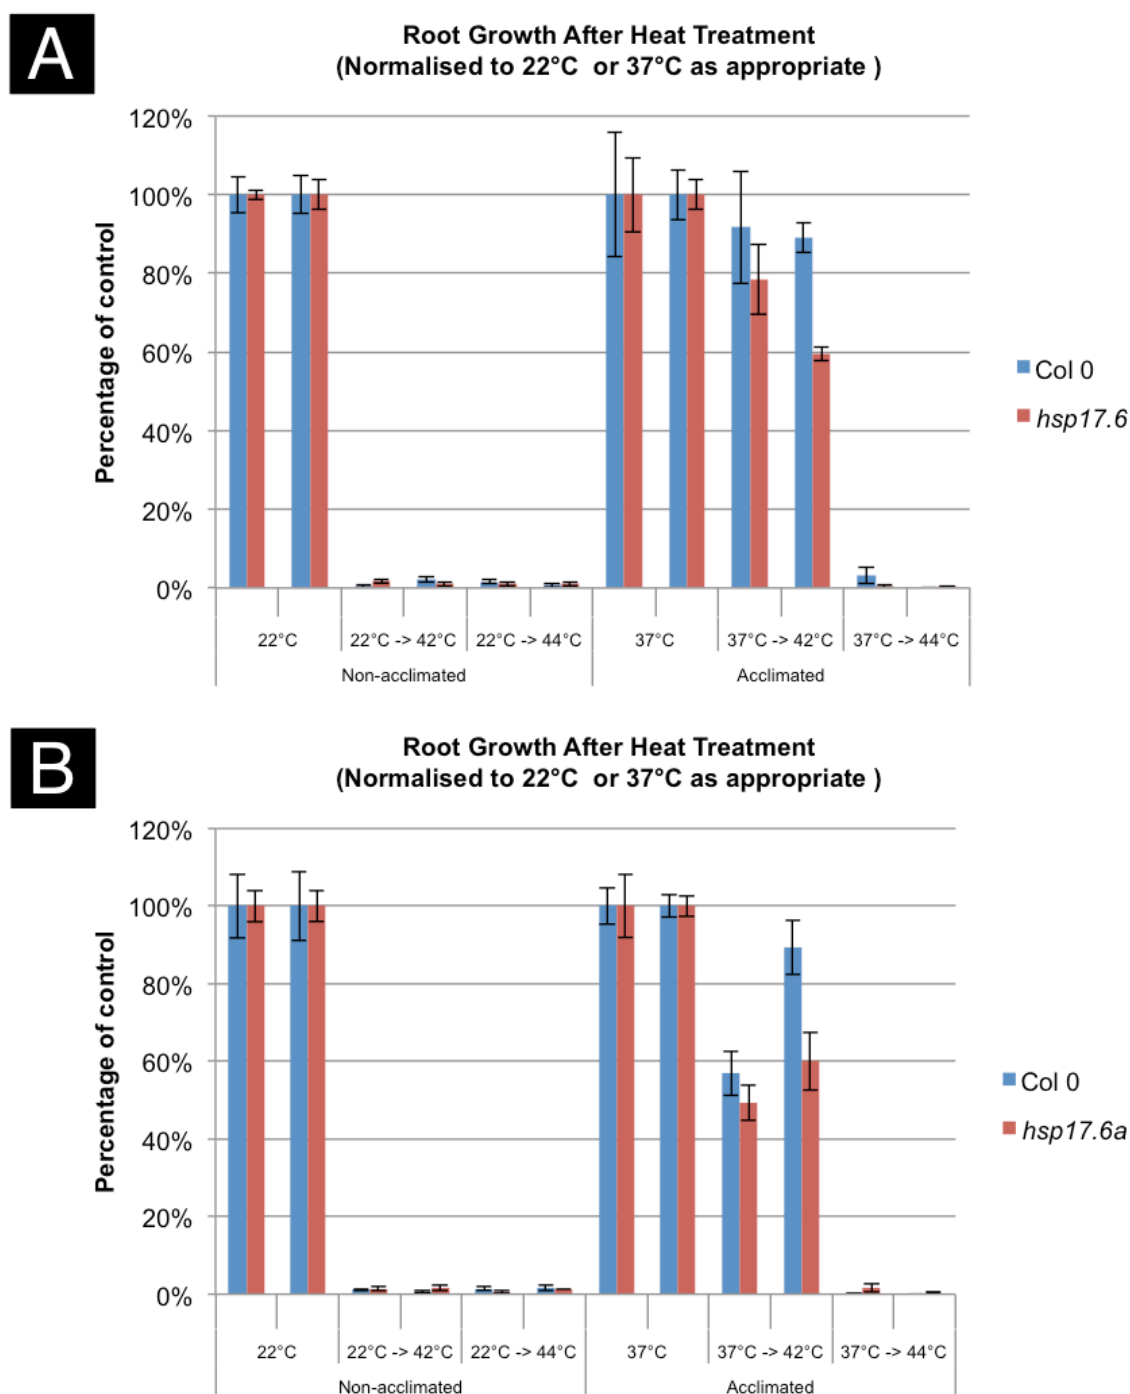 A
Root Growth After Heat Treatment
(Normalised to 22°C  or 37°C as appropriate )
120%
100%
80%
60%
40%
20%
0%
Percentage of control
Col 0
hsp17.6
22°C
22°C -> 42°C
22°C -> 44°C
37°C
37°C -> 42°C
37°C -> 44°C
Non-acclimated
Acclimated
B
Root Growth After Heat Treatment
(Normalised to 22°C  or 37°C as appropriate )
120%
100%
80%
60%
40%
20%
0%
Percentage of control
Col 0
hsp17.6a
22°C
22°C -> 42°C
22°C -> 44°C
37°C
37°C -> 42°C
37°C -> 44°C
Non-acclimated
Acclimated